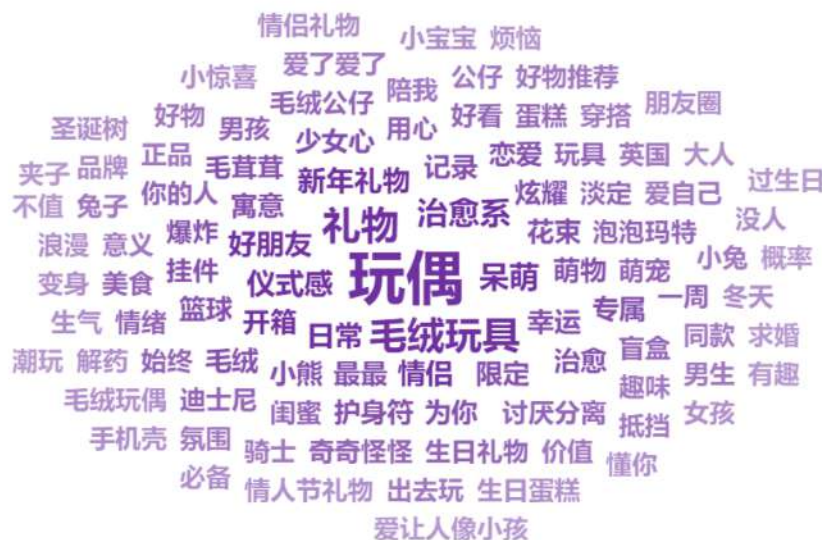 情侣礼物 小宝宝 烦恼
小惊喜 爱了爱了 陪我 公仔 好物推荐
圣诞树 好物 男孩 毛绒公仔 少女心 用心 好看 蛋糕 穿搭 朋友圈
夹子 品牌 正品 毛茸茸 新年礼物 记录 恋爱 玩具 英国 大人 过生日
不值 兔子 你的人 寓意 礼物 治愈系 炫耀 淡定 爱自己 没人
浪漫 意义 爆炸 好朋友 花束 泡泡玛特 小兔 概率
变身 美食 挂件 仪式感 玩偶 呆萌 萌物 萌宠 一周 冬天
生气 情绪 篮球 开箱 日常 毛绒玩具 幸运 专属 同款 求婚
潮玩 解药 始终 毛绒 小熊 最最 情侣 限定 治愈 盲盒 男生 有趣
毛绒玩偶 迪士尼 闺蜜 护身符 为你 讨厌分离 趣味 女孩
手机壳 氛围 骑士 奇奇怪怪 生日礼物 价值 抵挡
必备 情人节礼物 出去玩 生日蛋糕 懂你
爱让人像小孩